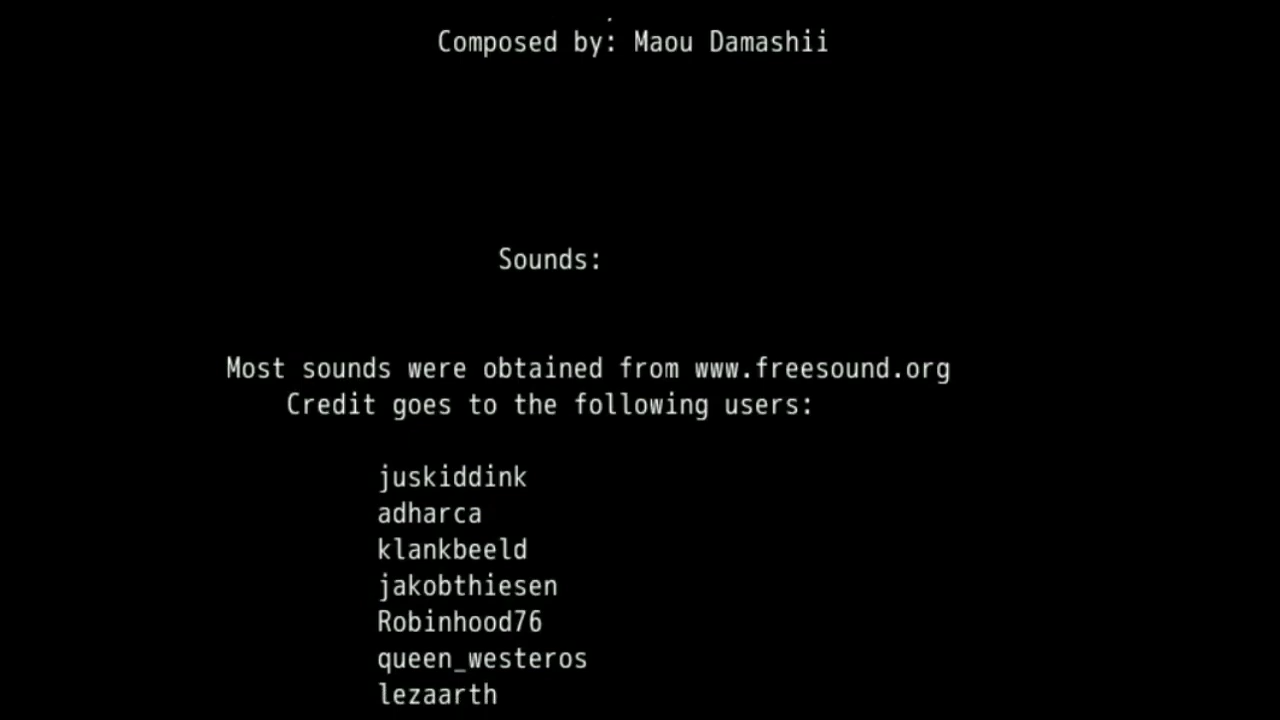 Composed by: Maou Damashii
Sounds:
Most sounds were obtained from www.freesound.org
Credit goes to the following users:
juskiddink
adharca
klankbeeld
jakobthiesen
Robinhood76
queen_westeros
lezaarth